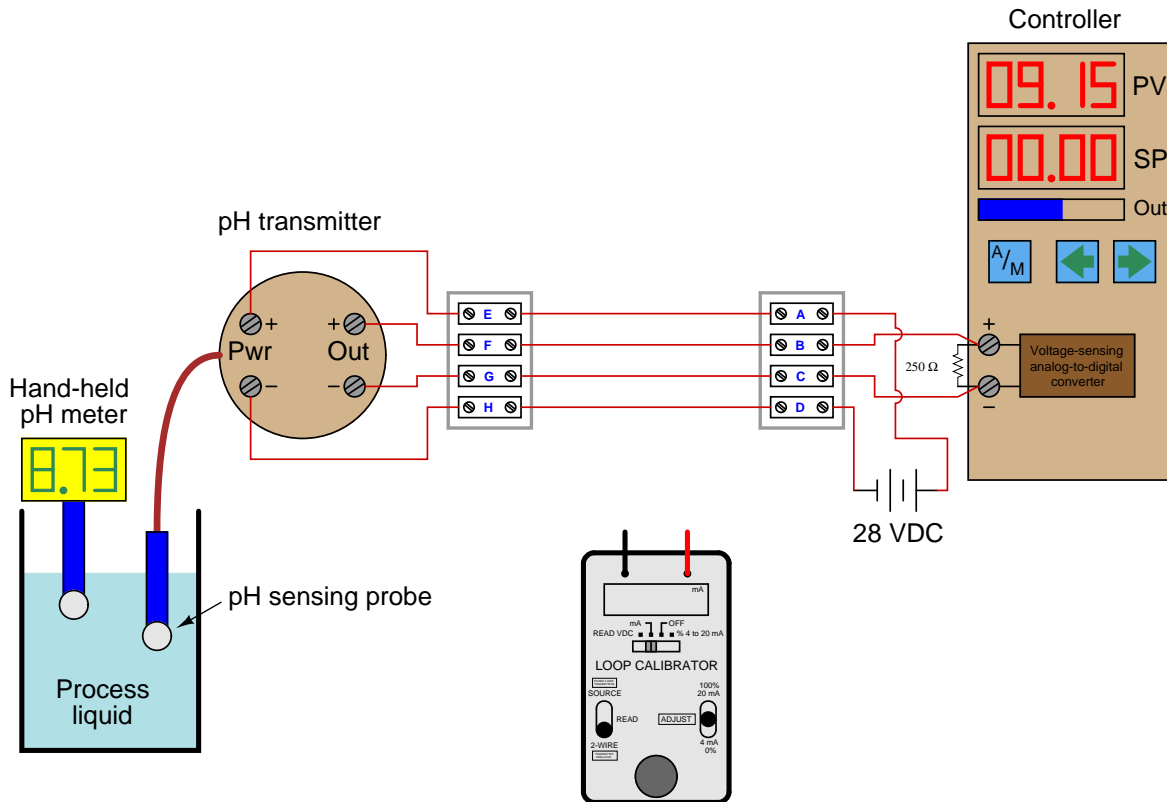 Controller
09.15 PV
00.00 SP
Out
A/M
pH transmitter
+ + + +
Pwr Out
− − − −
E
F
G
H
A
B
C
D
+
250 Ω
Voltage-sensing
analog-to-digital
converter
−
28 VDC
Hand-held
pH meter
8.73
pH sensing probe
Process
liquid
mA
mA OFF
READ VDC % 4 to 20 mA
LOOP CALIBRATOR
SOURCE
READ
2-WIRE
100%
20 mA
ADJUST
4 mA
0%